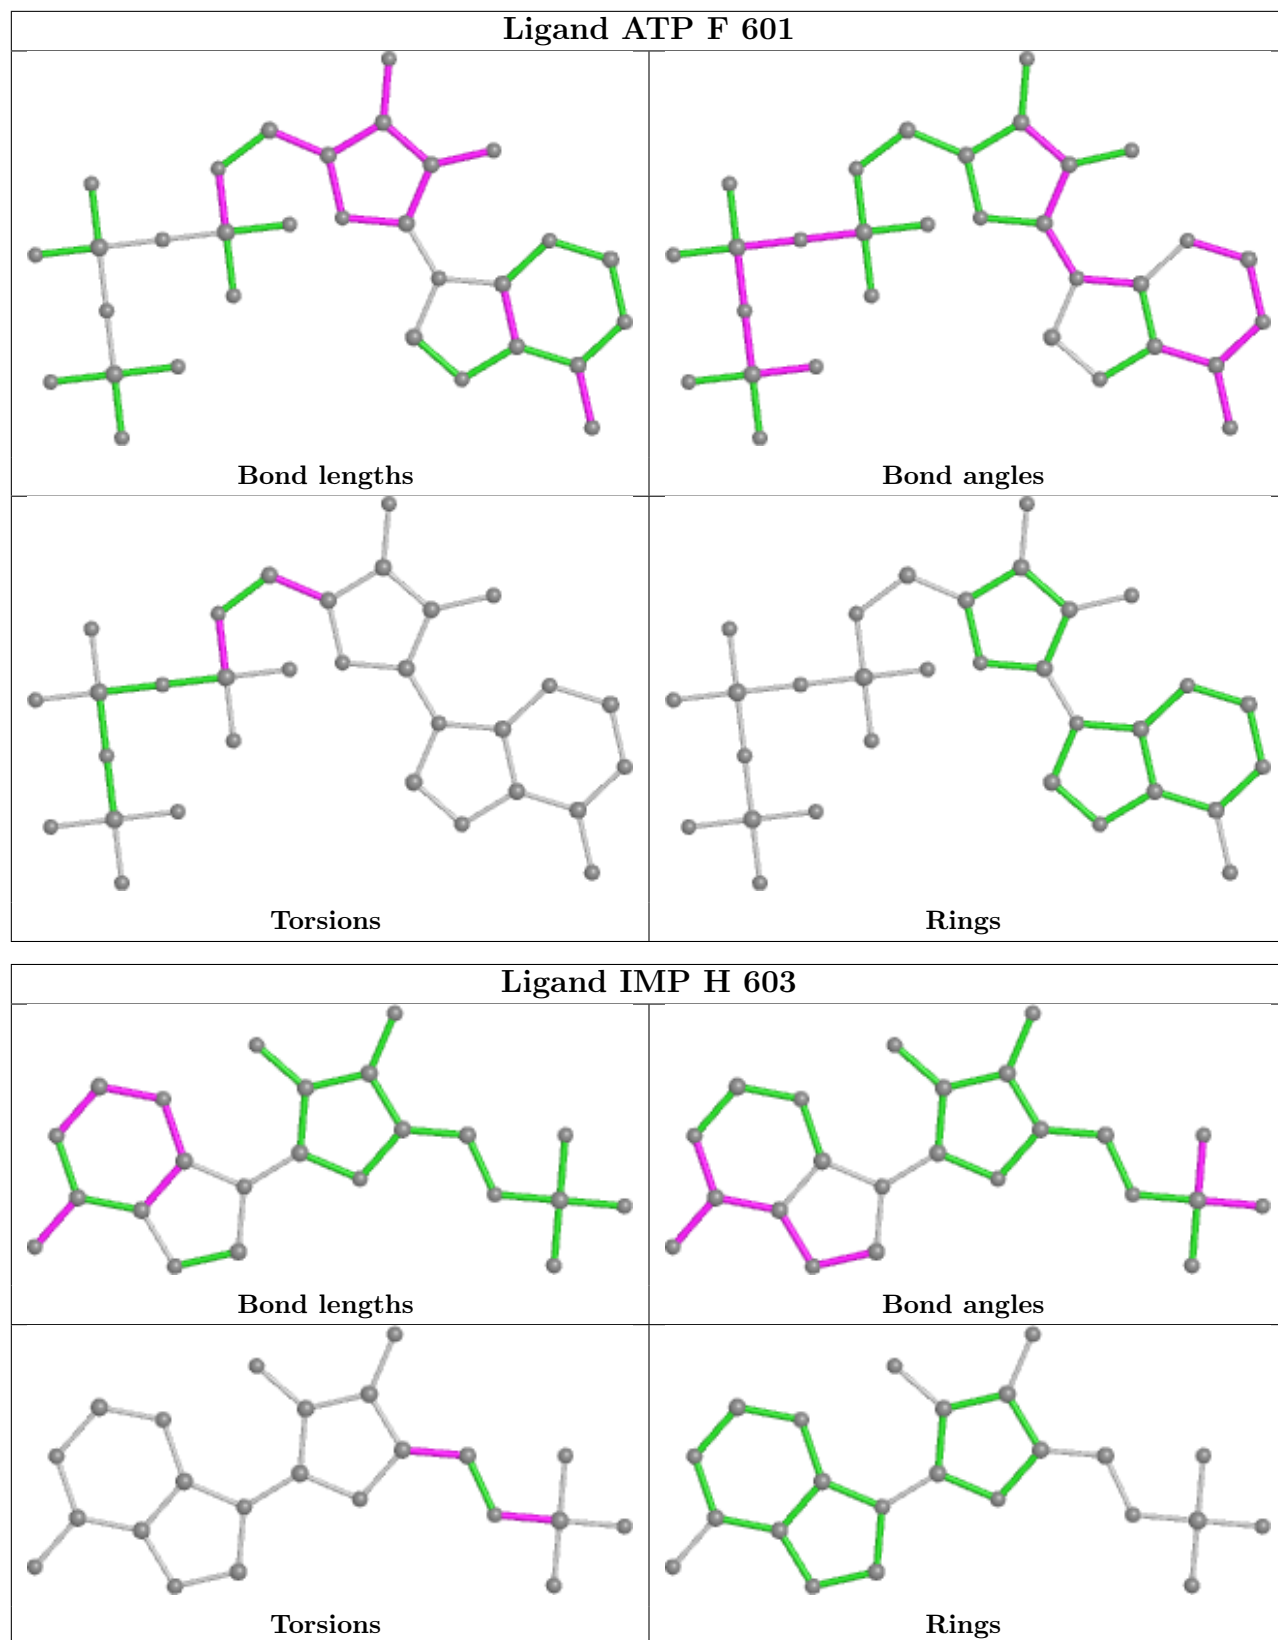 Ligand ATP F 601
Bond lengths
Bond angles
Torsions
Rings
Ligand IMP H 603
Bond lengths
Bond angles
Torsions
Rings